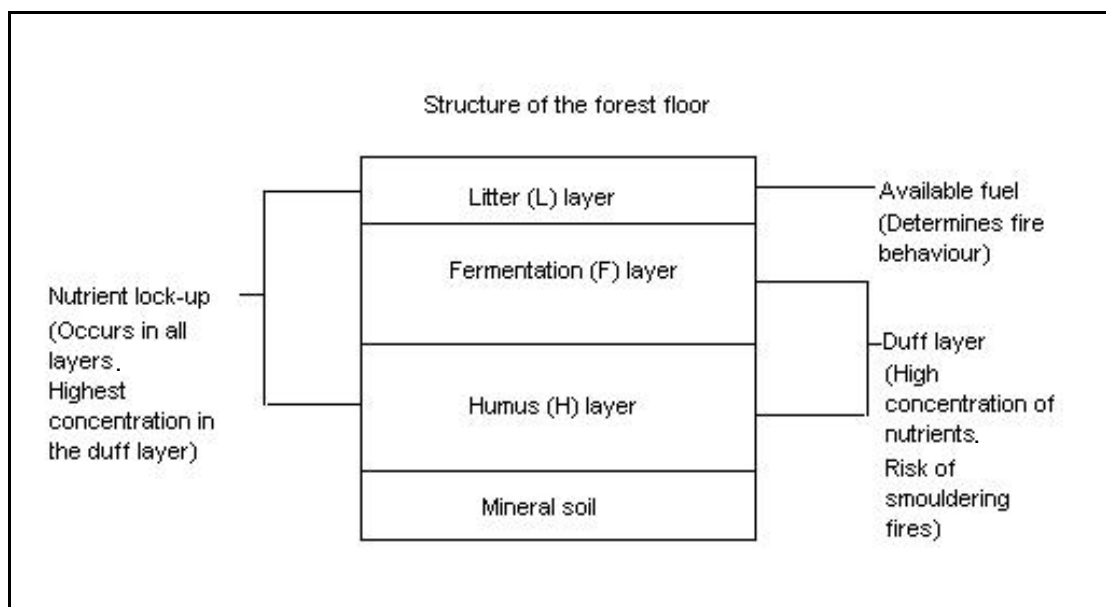 Structure of the forest floor
Litter (L) layer
Fermentation (F) layer
Humus (H) layer
Mineral soil
Nutrient lock-up
(Occurs in all
layers.
Highest
concentration in
the duff layer)
Available fuel
(Determines fire
behaviour)
Duff layer
(High
concentration of
nutrients.
Risk of
smouldering
fires)